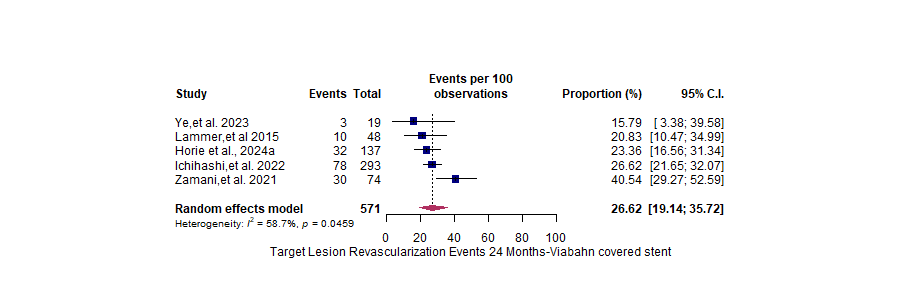 Events per 100
Study Events Total observations Proportion (%) 95% C.I.
Ye,et al. 2023 3 19 15.79 [ 3.38; 39.58]
Lammer,et al 2015 10 48 20.83 [10.47; 34.99]
Horie et al., 2024a 32 137 23.36 [16.56; 31.34]
Ichihashi,et al. 2022 78 293 26.62 [21.65; 32.07]
Zamani,et al. 2021 30 74 40.54 [29.27; 52.59]
Random effects model 571 26.62 [19.14; 35.72]
Heterogeneity: I² = 58.7%, p = 0.0459
0 20 40 60 80 100
Target Lesion Revascularization Events 24 Months-Viabahn covered stent